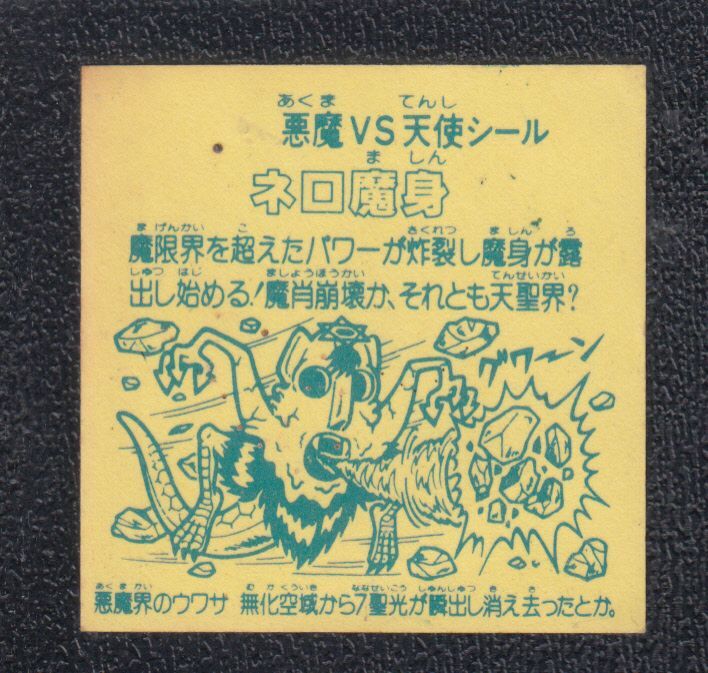 あくま てんし
悪魔VS天使シール
ま しん
ネロ魔身
まげんかい こ さくれつ ましん ろ
魔限界を超えたパワーが炸裂し魔身が露
しゅつ はじ ましょうほうかい てんせいかい
出し始める!魔肖崩壊か、それとも天聖界?
グワーン
あくまかい むかくういき ななせいこう しゅんしゅつ き さ
悪魔界のウワサ 無化空域から7聖光が瞬出し消え去ったとか。